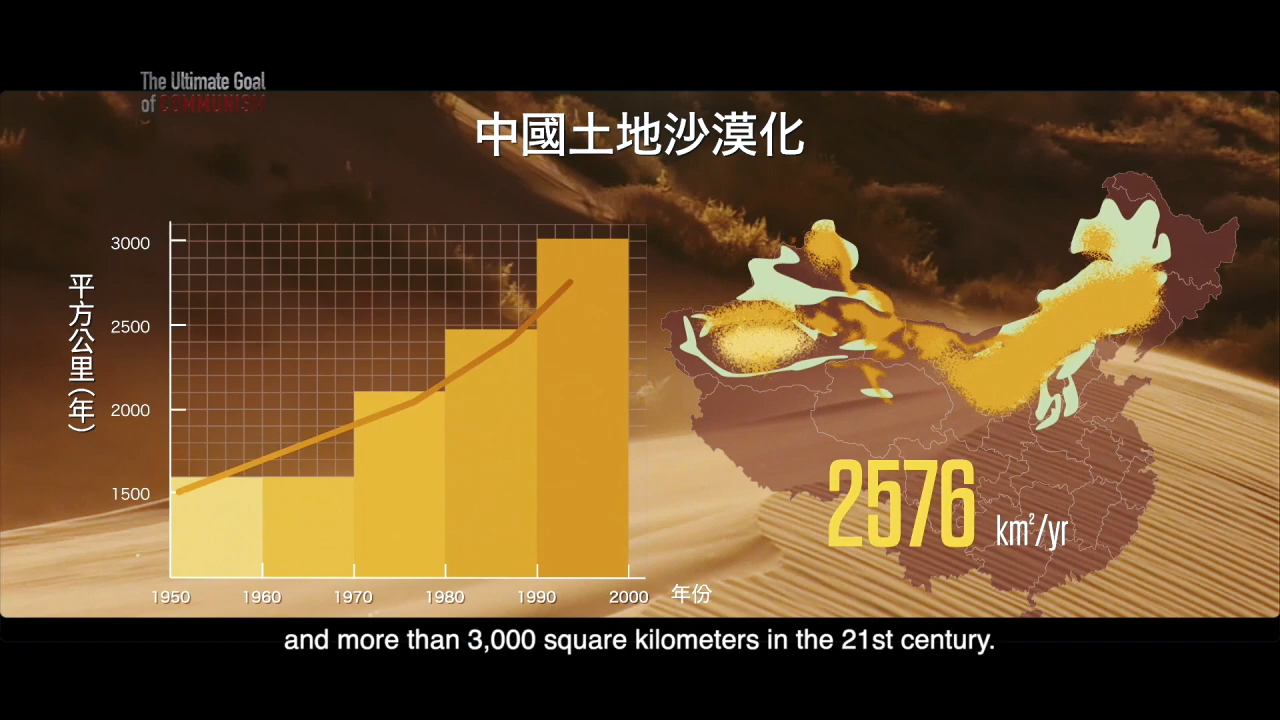 The Ultimate Goal
of COMMUNISM
中國土地沙漠化
平方公里(年)
3000
2500
2000
1500
1950 1960 1970 1980 1990 2000 年份
2576 km²/yr
and more than 3,000 square kilometers in the 21st century.